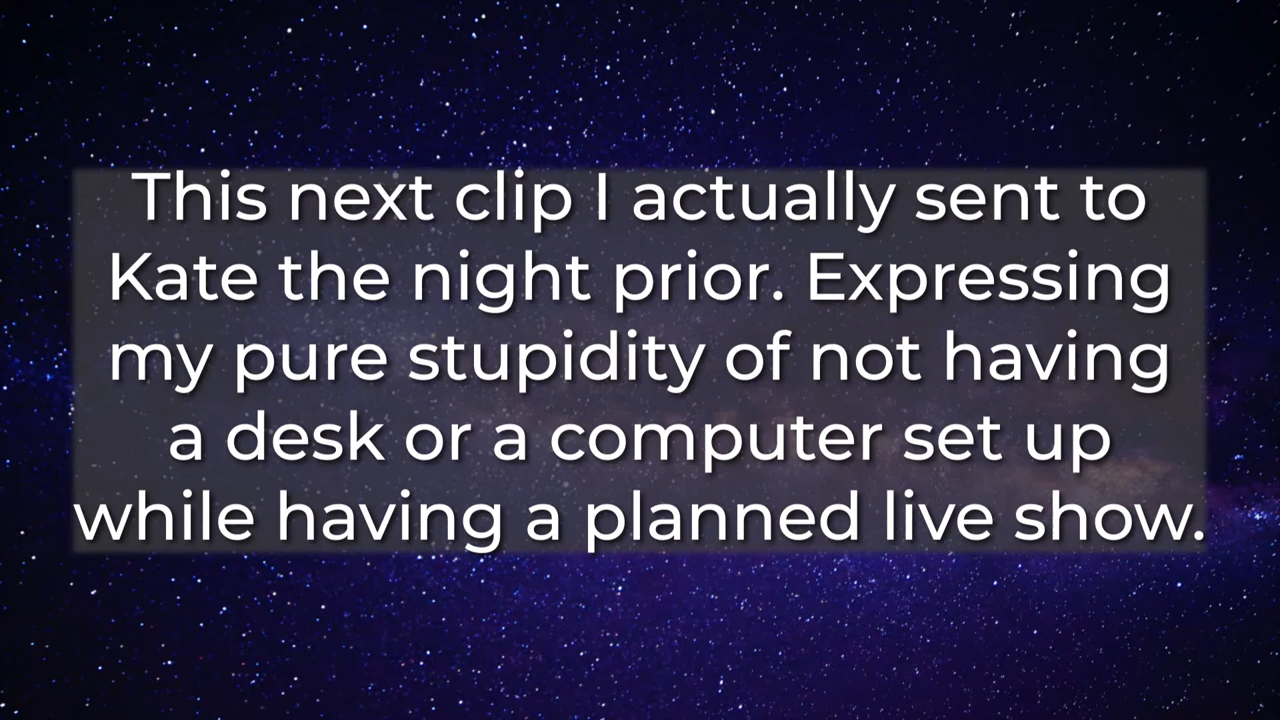 This next clip I actually sent to
Kate the night prior. Expressing
my pure stupidity of not having
a desk or a computer set up
while having a planned live show.